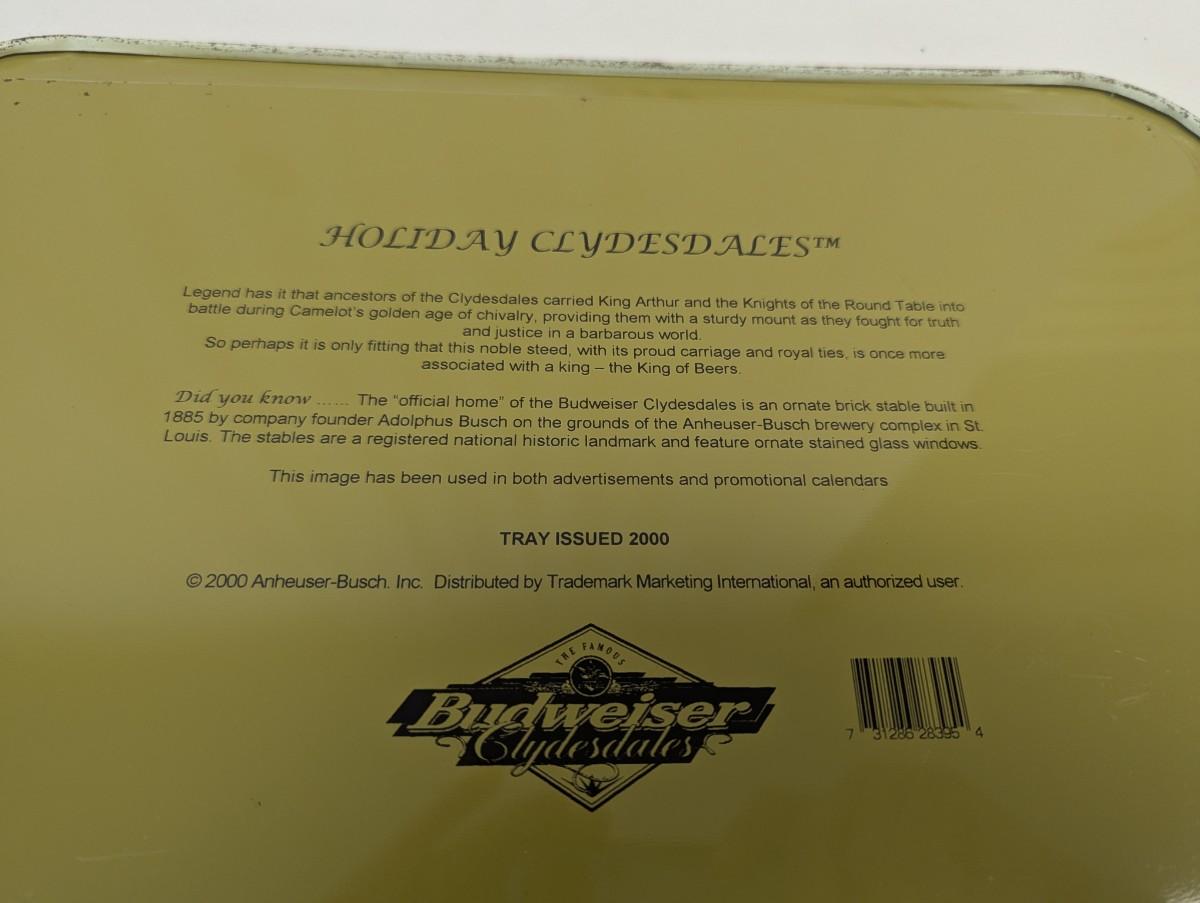 HOLIDAY CLYDESDALES™
Legend has it that ancestors of the Clydesdales carried King Arthur and the Knights of the Round Table into
battle during Camelot's golden age of chivalry, providing them with a sturdy mount as they fought for truth
and justice in a barbarous world.
So perhaps it is only fitting that this noble steed, with its proud carriage and royal ties, is once more
associated with a king – the King of Beers.
Did you know ...... The "official home" of the Budweiser Clydesdales is an ornate brick stable built in
1885 by company founder Adolphus Busch on the grounds of the Anheuser-Busch brewery complex in St.
Louis. The stables are a registered national historic landmark and feature ornate stained glass windows.
This image has been used in both advertisements and promotional calendars
TRAY ISSUED 2000
© 2000 Anheuser-Busch. Inc. Distributed by Trademark Marketing International, an authorized user.
THE FAMOUS
Budweiser
Clydesdales
7 31286 28395 4